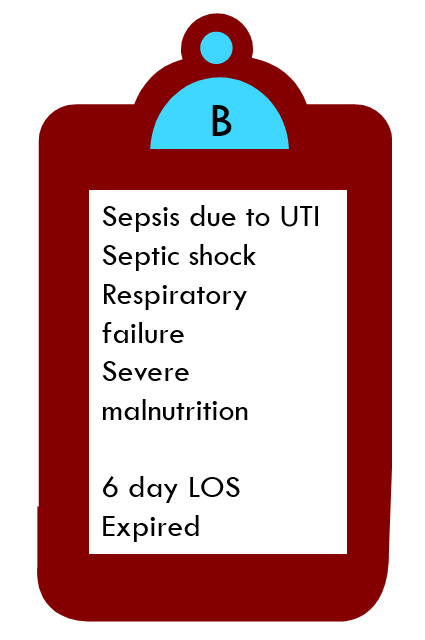 B
Sepsis due to UTI
Septic shock
Respiratory
failure
Severe
malnutrition
6 day LOS
Expired